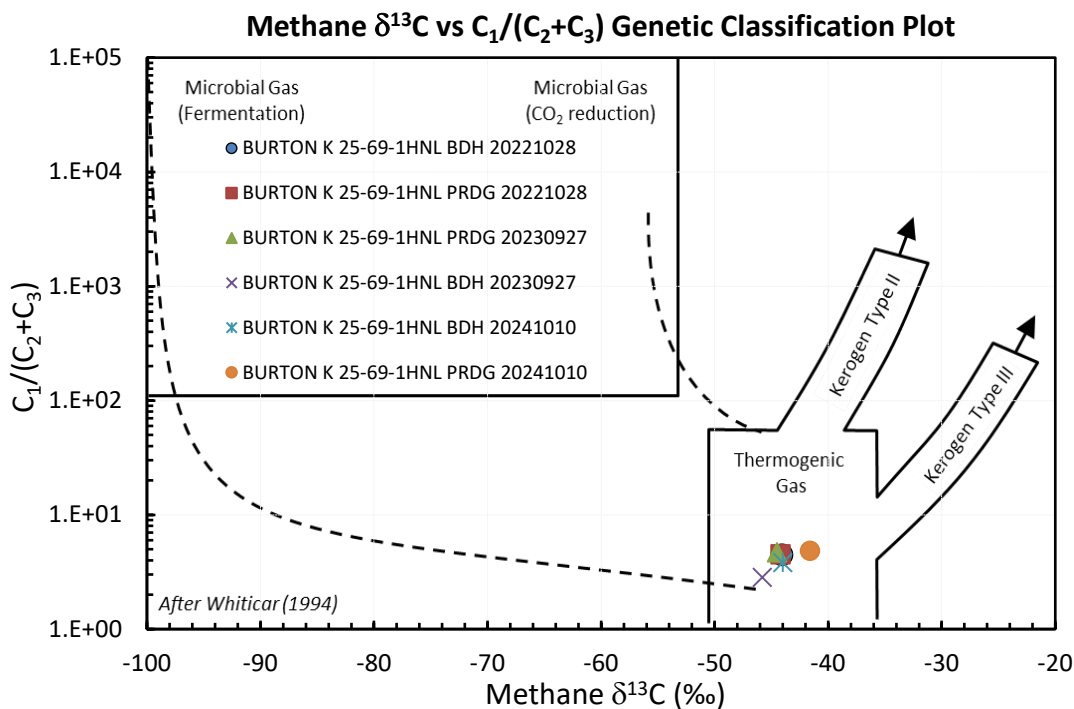 Methane δ¹³C vs C₁/(C₂+C₃) Genetic Classification Plot
1.E+05
1.E+04
1.E+03
1.E+02
1.E+01
1.E+00
C₁/(C₂+C₃)
Microbial Gas
(Fermentation)
Microbial Gas
(CO₂ reduction)
BURTON K 25-69-1HNL BDH 20221028
BURTON K 25-69-1HNL PRDG 20221028
BURTON K 25-69-1HNL PRDG 20230927
BURTON K 25-69-1HNL BDH 20230927
BURTON K 25-69-1HNL BDH 20241010
BURTON K 25-69-1HNL PRDG 20241010
Kerogen Type II
Kerogen Type III
Thermogenic
Gas
After Whiticar (1994)
-100
-90
-80
-70
-60
-50
-40
-30
-20
Methane δ¹³C (‰)